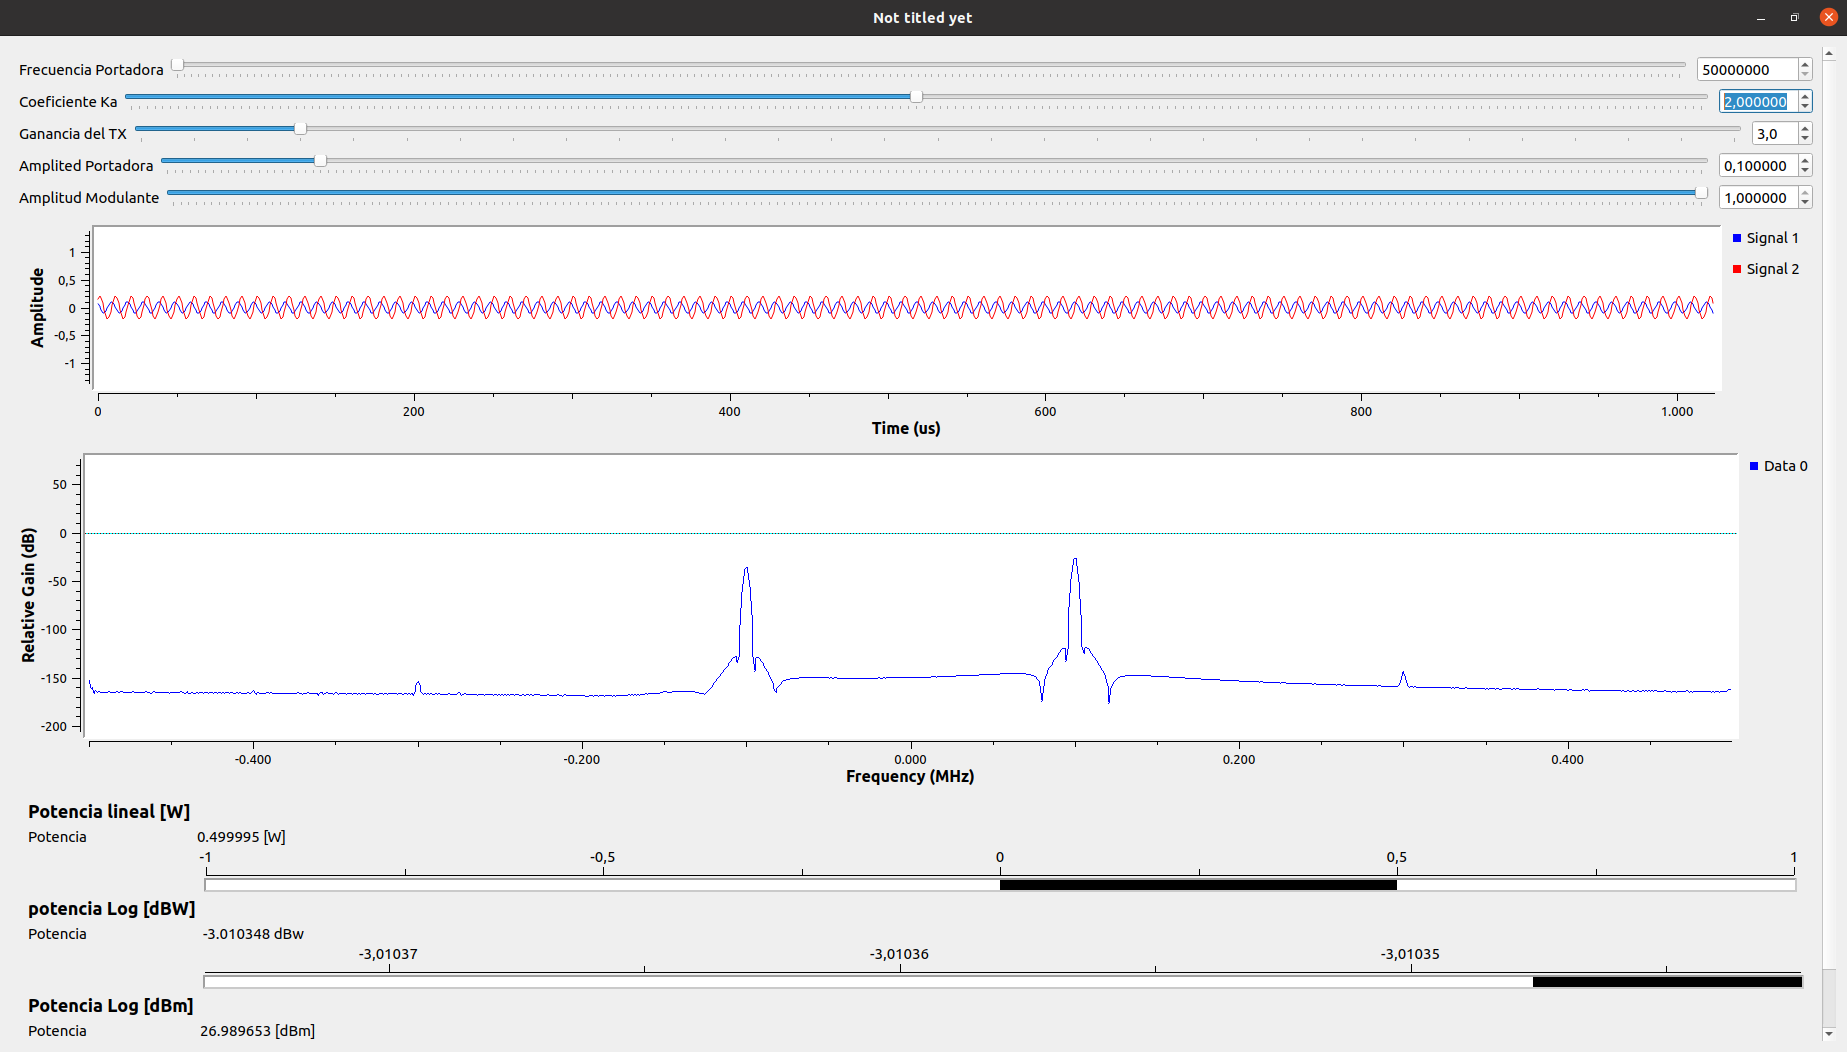 Not titled yet
Frecuencia Portadora 50000000
Coeficiente Ka 2,000000
Ganancia del TX 3,0
Amplited Portadora 0,100000
Amplitud Modulante 1,000000
Signal 1
Signal 2
Amplitude
1
0,5
0
-0,5
-1
0 200 400 600 800 1.000
Time (us)
Data 0
Relative Gain (dB)
50
0
-50
-100
-150
-200
-0.400 -0.200 0.000 0.200 0.400
Frequency (MHz)
Potencia lineal [W]
Potencia 0.499995 [W]
-1 -0,5 0 0,5 1
potencia Log [dBW]
Potencia -3.010348 dBw
-3,01037 -3,01036 -3,01035
Potencia Log [dBm]
Potencia 26.989653 [dBm]